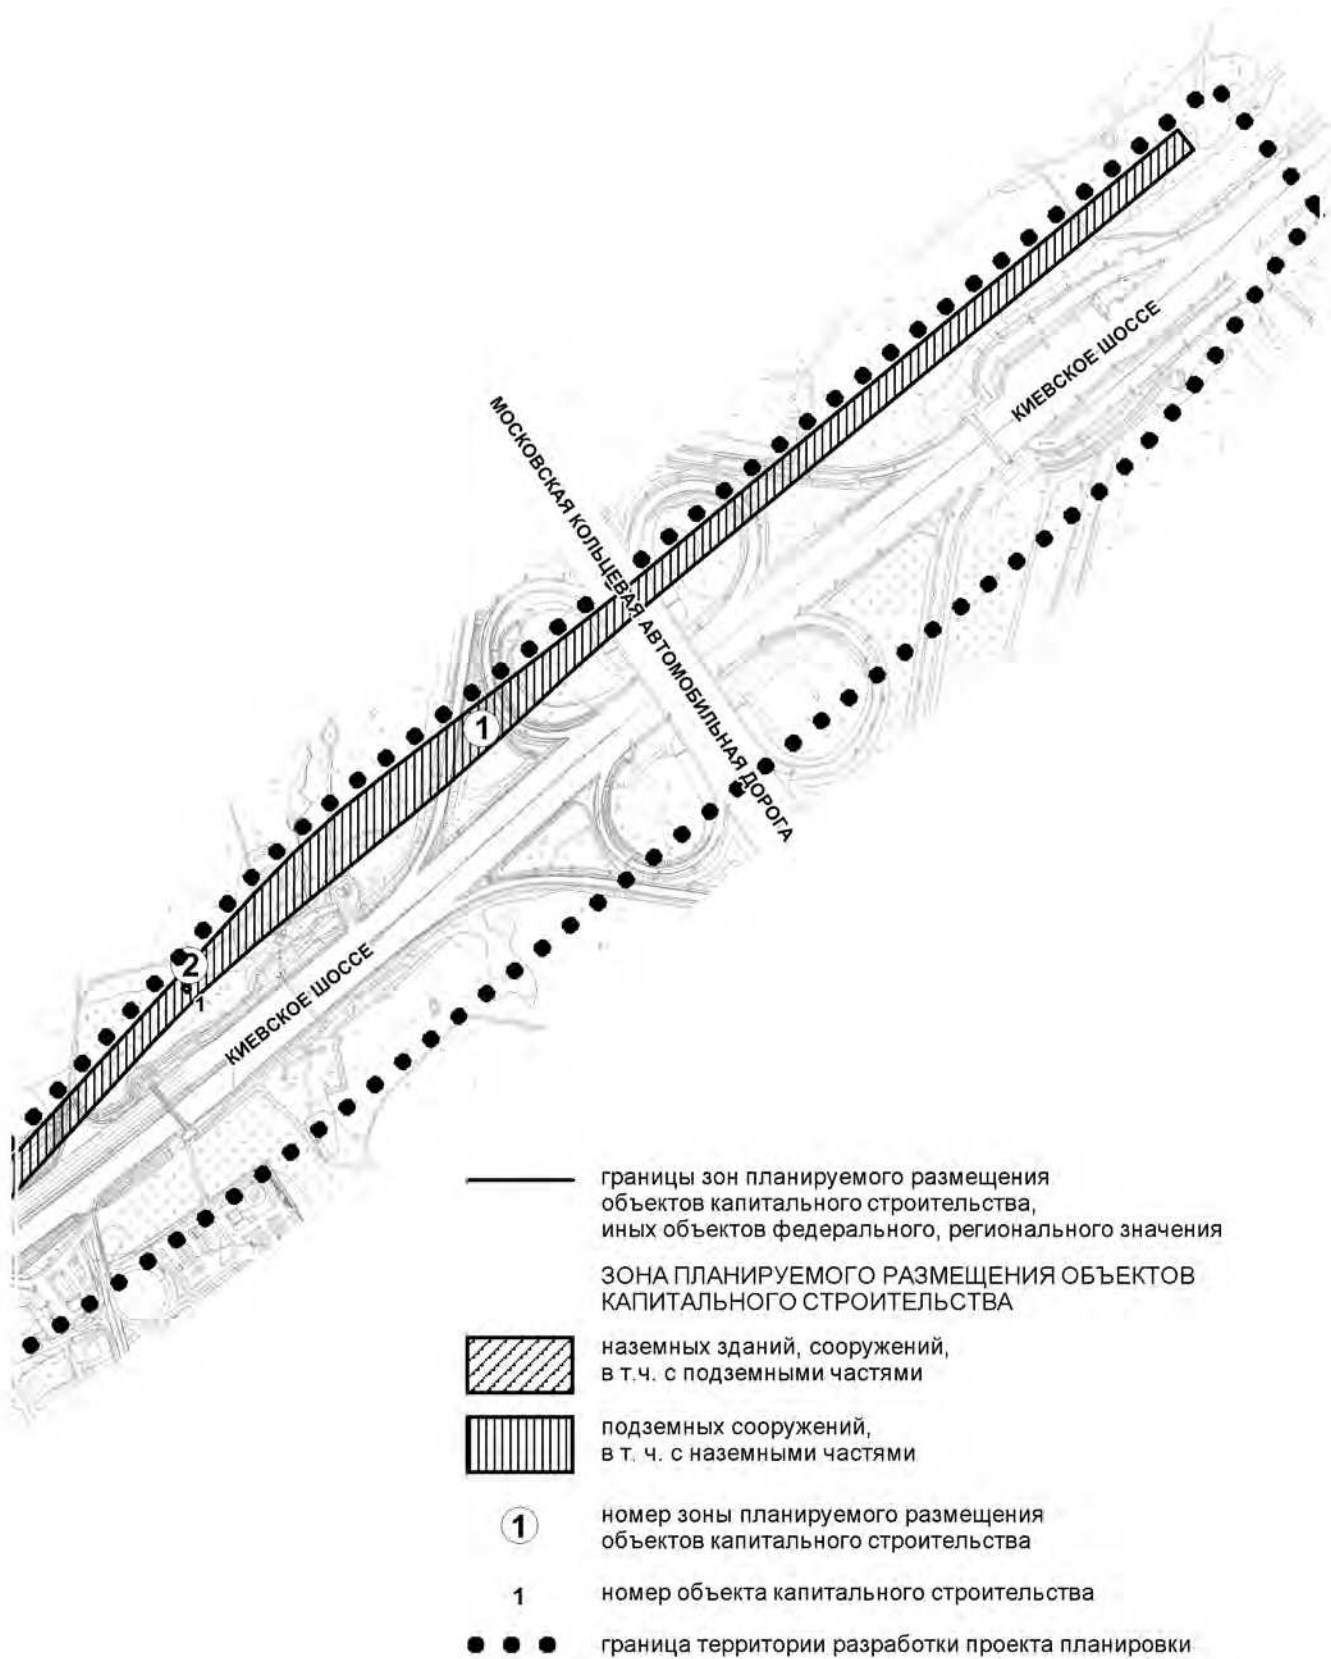 КИЕВСКОЕ ШОССЕ
МОСКОВСКАЯ КОЛЬЦЕВАЯ АВТОМОБИЛЬНАЯ ДОРОГА
1
2
1
КИЕВСКОЕ ШОССЕ
границы зон планируемого размещения
объектов капитального строительства,
иных объектов федерального, регионального значения
ЗОНА ПЛАНИРУЕМОГО РАЗМЕЩЕНИЯ ОБЪЕКТОВ
КАПИТАЛЬНОГО СТРОИТЕЛЬСТВА
наземных зданий, сооружений,
в т.ч. с подземными частями
подземных сооружений,
в т. ч. с наземными частями
1
номер зоны планируемого размещения
объектов капитального строительства
1
номер объекта капитального строительства
граница территории разработки проекта планировки